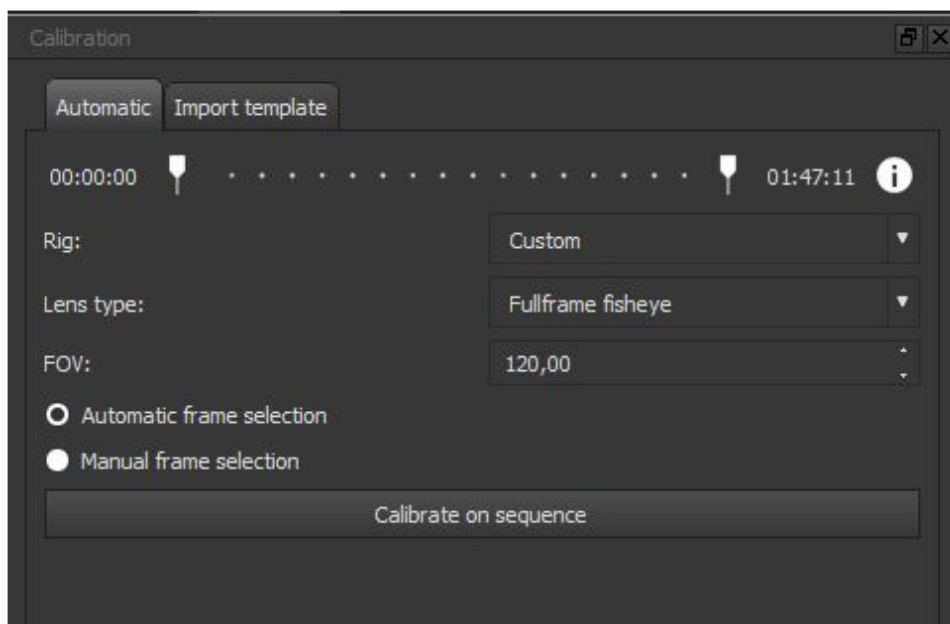 Calibration
Automatic Import template
00:00:00 01:47:11 i
Rig: Custom
Lens type: Fullframe fisheye
FOV: 120,00
Automatic frame selection
Manual frame selection
Calibrate on sequence